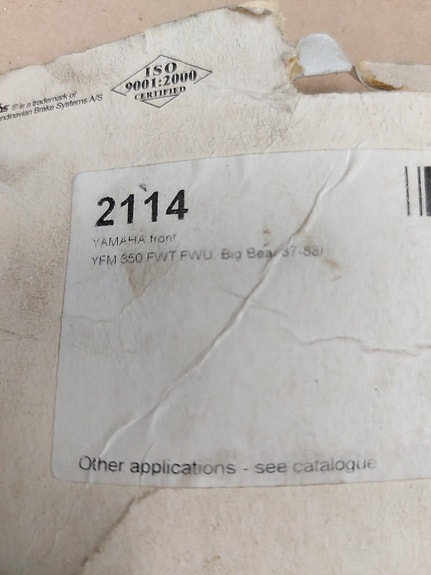 ISO
9001:2000
CERTIFIED
® is a trademark of
Brake Systems A/S
2114
YAMAHA front
YFM 350 FWT FWU Big Bear
Other applications - see catalogue